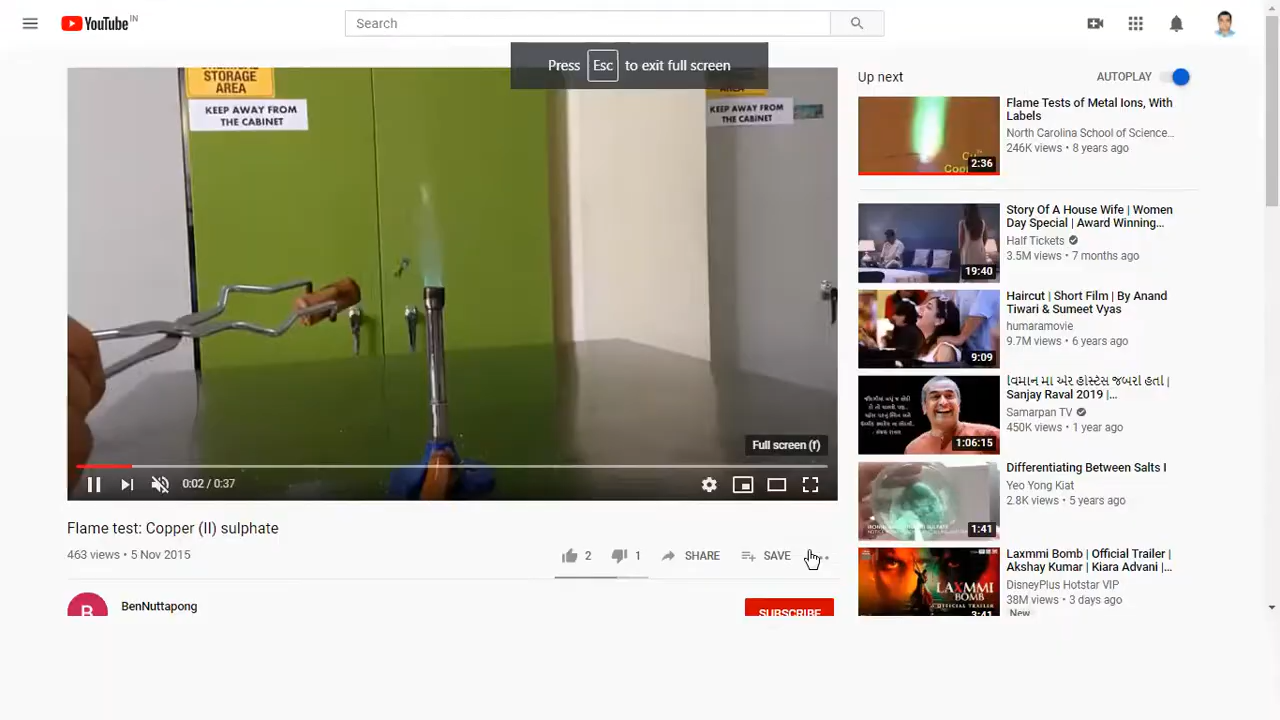 YouTube IN
Search
Press Esc to exit full screen
CHEMICAL
STORAGE
AREA
KEEP AWAY FROM
THE CABINET
AREA
KEEP AWAY FROM
THE CABINET
Full screen (f)
0:02 / 0:37
Flame test: Copper (II) sulphate
463 views • 5 Nov 2015
2
1
SHARE
SAVE
B
BenNuttapong
SUBSCRIBE
Up next
AUTOPLAY
2:36
Flame Tests of Metal Ions, With
Labels
North Carolina School of Science...
246K views • 8 years ago
19:40
Story Of A House Wife | Women
Day Special | Award Winning...
Half Tickets
3.5M views • 7 months ago
9:09
Haircut | Short Film | By Anand
Tiwari & Sumeet Vyas
humaramovie
9.7M views • 6 years ago
1:06:15
વિમાન મા એર હોસ્ટેસ જબરી હતી |
Sanjay Raval 2019 |...
Samarpan TV
450K views • 1 year ago
1:41
Differentiating Between Salts I
Yeo Yong Kiat
2.8K views • 5 years ago
LAXMMI
BOMB
3:41
Laxmmi Bomb | Official Trailer |
Akshay Kumar | Kiara Advani |...
DisneyPlus Hotstar VIP
38M views • 3 days ago
New